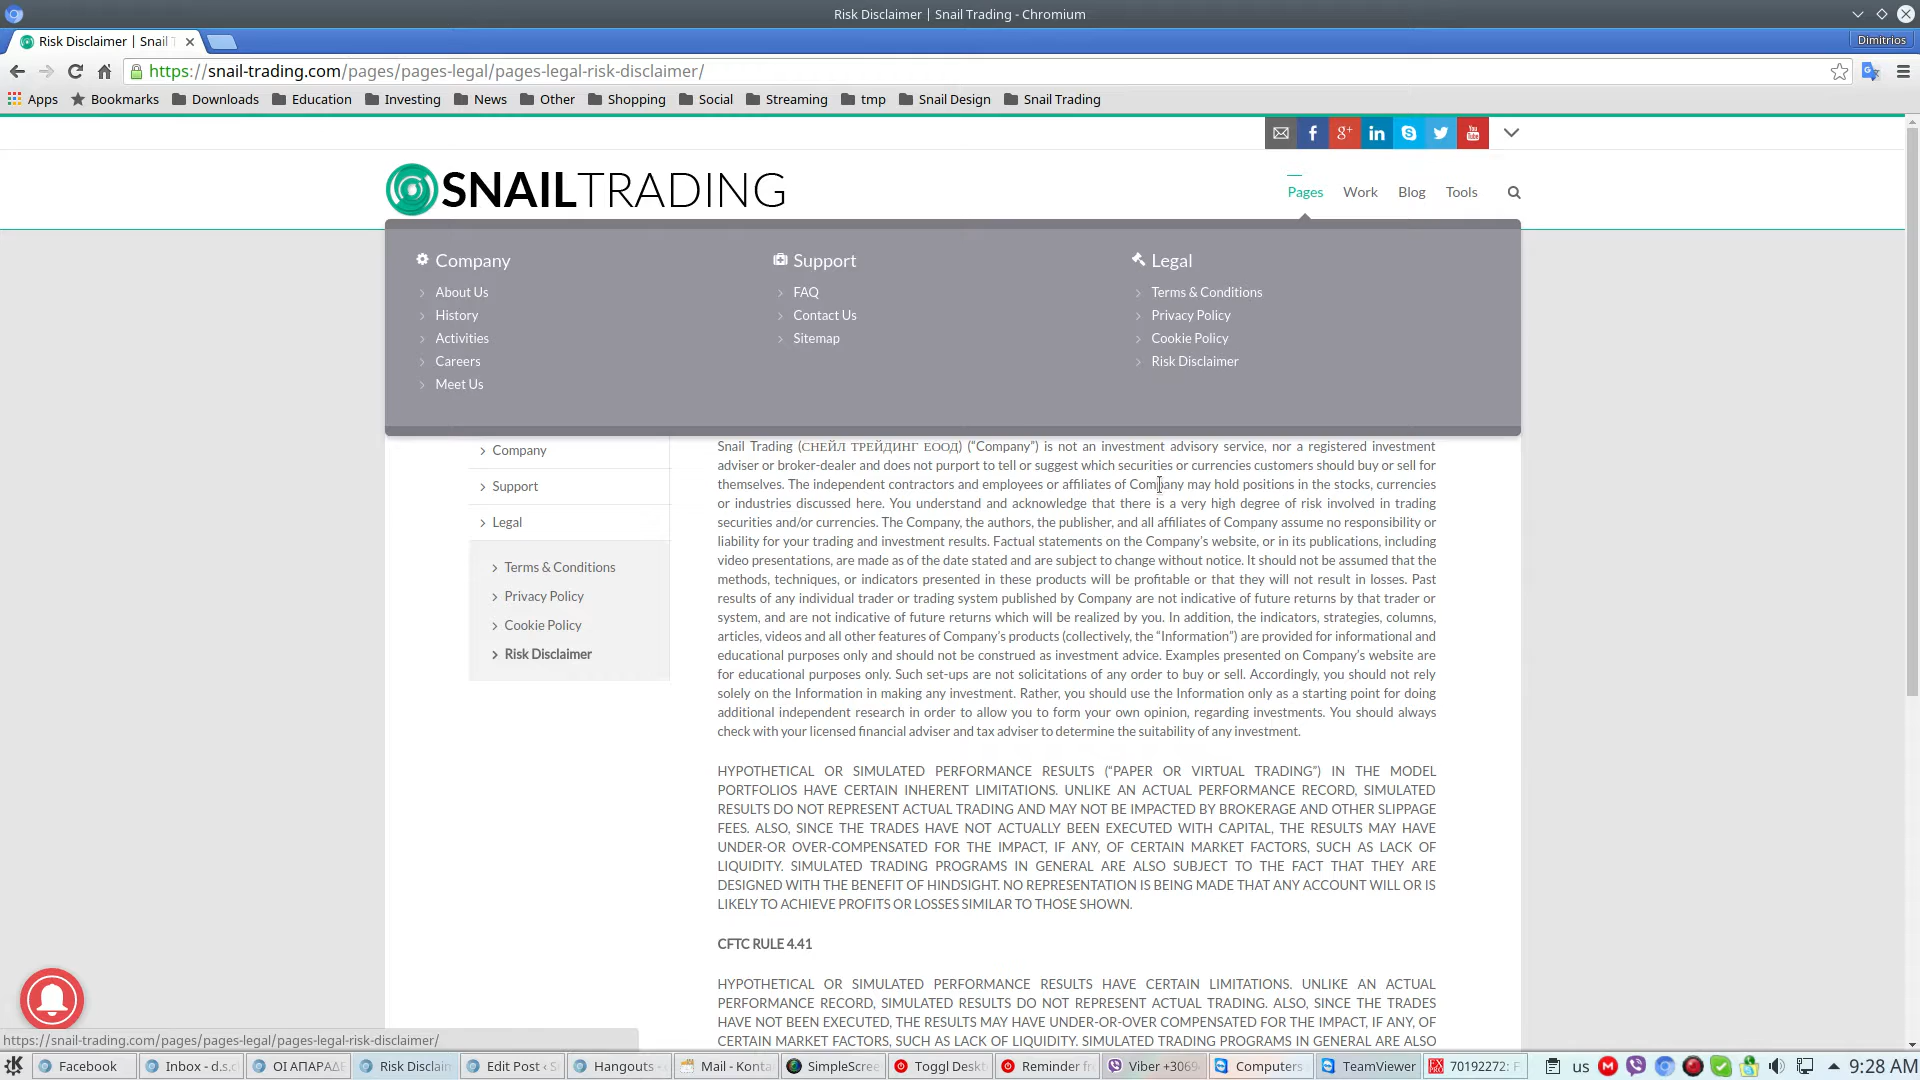 Risk Disclaimer | Snail Trading - Chromium
Risk Disclaimer | Snail T
Dimitrios
https://snail-trading.com/pages/pages-legal/pages-legal-risk-disclaimer/
Apps Bookmarks Downloads Education Investing News Other Shopping Social Streaming tmp Snail Design Snail Trading
SNAILTRADING
Pages Work Blog Tools
Company
About Us
History
Activities
Careers
Meet Us
Support
FAQ
Contact Us
Sitemap
Legal
Terms & Conditions
Privacy Policy
Cookie Policy
Risk Disclaimer
Company
Support
Legal
Terms & Conditions
Privacy Policy
Cookie Policy
Risk Disclaimer
Snail Trading (СНЕЙЛ ТРЕЙДИНГ ЕООД) (“Company”) is not an investment advisory service, nor a registered investment
adviser or broker-dealer and does not purport to tell or suggest which securities or currencies customers should buy or sell for
themselves. The independent contractors and employees or affiliates of Company may hold positions in the stocks, currencies
or industries discussed here. You understand and acknowledge that there is a very high degree of risk involved in trading
securities and/or currencies. The Company, the authors, the publisher, and all affiliates of Company assume no responsibility or
liability for your trading and investment results. Factual statements on the Company’s website, or in its publications, including
video presentations, are made as of the date stated and are subject to change without notice. It should not be assumed that the
methods, techniques, or indicators presented in these products will be profitable or that they will not result in losses. Past
results of any individual trader or trading system published by Company are not indicative of future returns by that trader or
system, and are not indicative of future returns which will be realized by you. In addition, the indicators, strategies, columns,
articles, videos and all other features of Company’s products (collectively, the “Information”) are provided for informational and
educational purposes only and should not be construed as investment advice. Examples presented on Company’s website are
for educational purposes only. Such set-ups are not solicitations of any order to buy or sell. Accordingly, you should not rely
solely on the Information in making any investment. Rather, you should use the Information only as a starting point for doing
additional independent research in order to allow you to form your own opinion, regarding investments. You should always
check with your licensed financial adviser and tax adviser to determine the suitability of any investment.
HYPOTHETICAL OR SIMULATED PERFORMANCE RESULTS (“PAPER OR VIRTUAL TRADING”) IN THE MODEL
PORTFOLIOS HAVE CERTAIN INHERENT LIMITATIONS. UNLIKE AN ACTUAL PERFORMANCE RECORD, SIMULATED
RESULTS DO NOT REPRESENT ACTUAL TRADING AND MAY NOT BE IMPACTED BY BROKERAGE AND OTHER SLIPPAGE
FEES. ALSO, SINCE THE TRADES HAVE NOT ACTUALLY BEEN EXECUTED WITH CAPITAL, THE RESULTS MAY HAVE
UNDER-OR OVER-COMPENSATED FOR THE IMPACT, IF ANY, OF CERTAIN MARKET FACTORS, SUCH AS LACK OF
LIQUIDITY. SIMULATED TRADING PROGRAMS IN GENERAL ARE ALSO SUBJECT TO THE FACT THAT THEY ARE
DESIGNED WITH THE BENEFIT OF HINDSIGHT. NO REPRESENTATION IS BEING MADE THAT ANY ACCOUNT WILL OR IS
LIKELY TO ACHIEVE PROFITS OR LOSSES SIMILAR TO THOSE SHOWN.
CFTC RULE 4.41
HYPOTHETICAL OR SIMULATED PERFORMANCE RESULTS HAVE CERTAIN LIMITATIONS. UNLIKE AN ACTUAL
PERFORMANCE RECORD, SIMULATED RESULTS DO NOT REPRESENT ACTUAL TRADING. ALSO, SINCE THE TRADES
HAVE NOT BEEN EXECUTED, THE RESULTS MAY HAVE UNDER-OR-OVER COMPENSATED FOR THE IMPACT, IF ANY, OF
CERTAIN MARKET FACTORS, SUCH AS LACK OF LIQUIDITY. SIMULATED TRADING PROGRAMS IN GENERAL ARE ALSO
https://snail-trading.com/pages/pages-legal/pages-legal-risk-disclaimer/
Facebook Inbox - d.s.c ΟΙ ΑΠΑΡΑΔΕ Risk Disclaim Edit Post ‹ S Hangouts - Mail - Konta SimpleScree Toggl Deskt Reminder fr Viber +3069 Computers TeamViewer 70192272: F us 9:28 AM